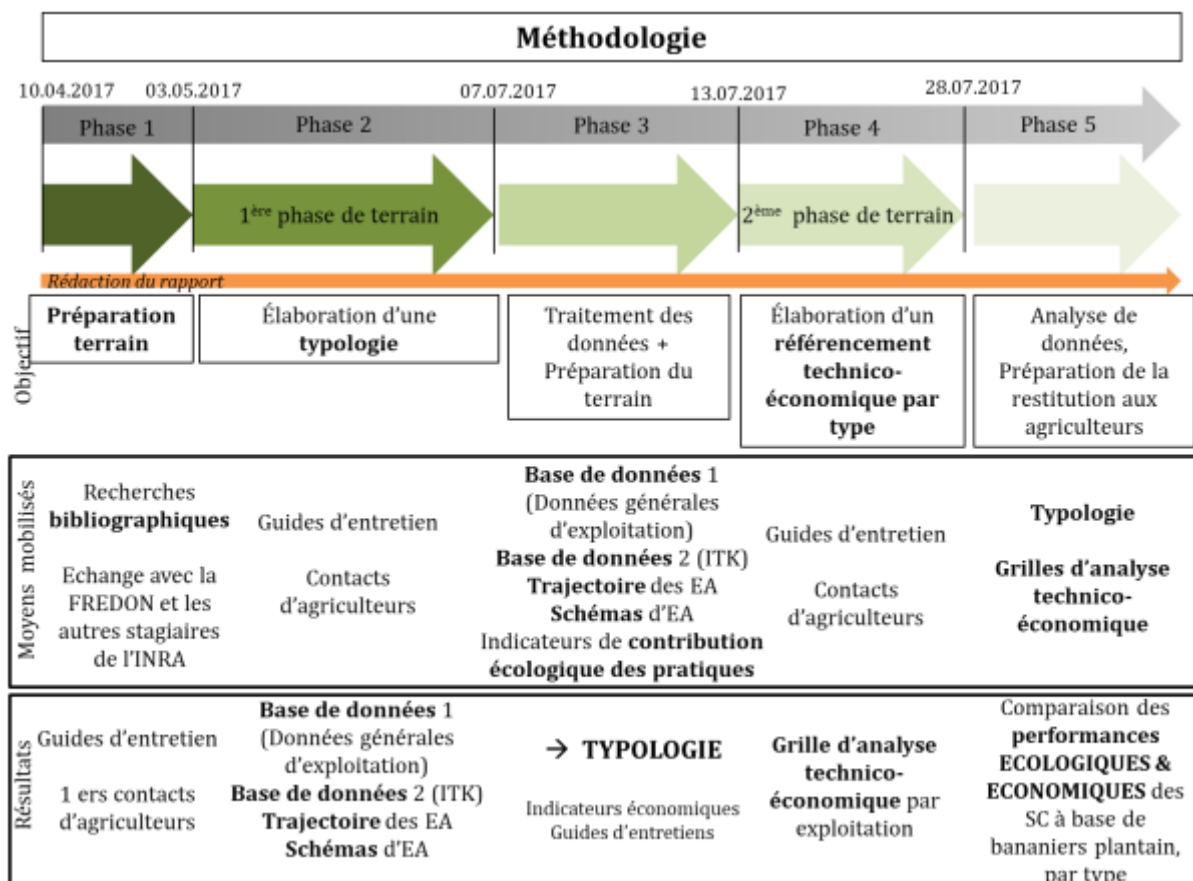 Méthodologie
10.04.2017
03.05.2017
07.07.2017
13.07.2017
28.07.2017
Phase 1
Phase 2
Phase 3
Phase 4
Phase 5
1ère phase de terrain
2ème phase de terrain
Rédaction du rapport
Objectif
Préparation
terrain
Élaboration d'une
typologie
Traitement des
données +
Préparation du
terrain
Élaboration d'un
référencement
technico-
économique par
type
Analyse de
données,
Préparation de la
restitution aux
agriculteurs
Moyens mobilisés
Recherches
bibliographiques
Echange avec la
FREDON et les
autres stagiaires
de l'INRA
Guides d'entretien
Contacts
d'agriculteurs
Base de données 1
(Données générales
d'exploitation)
Base de données 2 (ITK)
Trajectoire des EA
Schémas d'EA
Indicateurs de contribution
écologique des pratiques
Guides d'entretien
Contacts
d'agriculteurs
Typologie
Grilles d'analyse
technico-
économique
Résultats
Guides d'entretien
1 ers contacts
d'agriculteurs
Base de données 1
(Données générales
d'exploitation)
Base de données 2 (ITK)
Trajectoire des EA
Schémas d'EA
→ TYPOLOGIE
Indicateurs économiques
Guides d'entretiens
Grille d'analyse
technico-
économique par
exploitation
Comparaison des
performances
ECOLOGIQUES &
ECONOMIQUES des
SC à base de
bananiers plantain,
par type